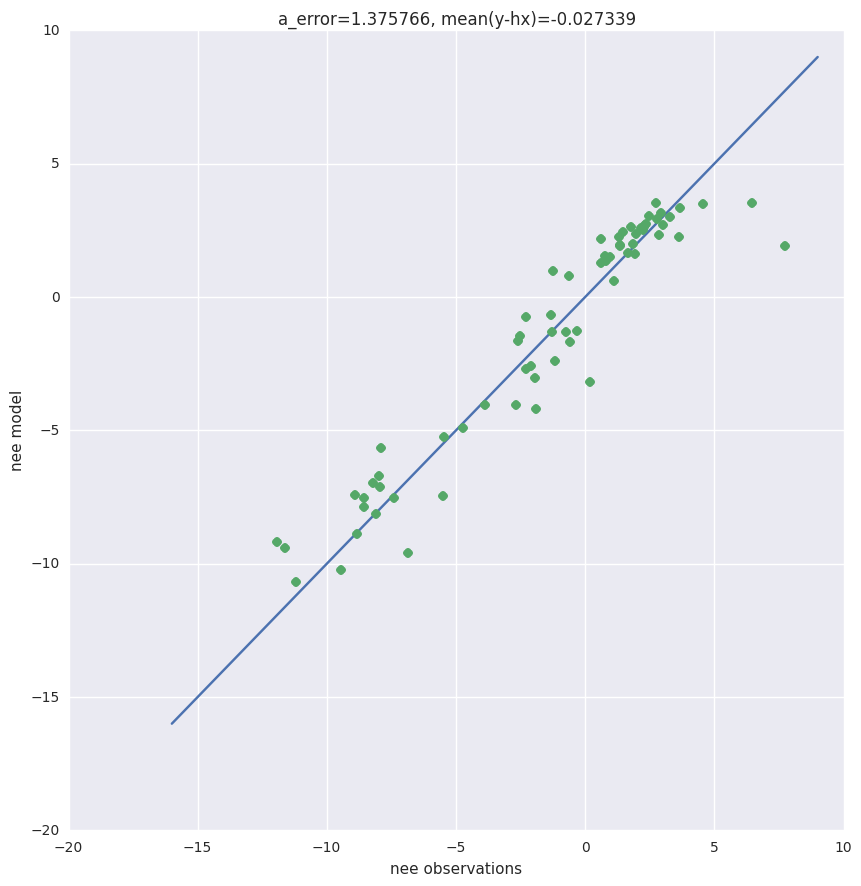 a_error=1.375766, mean(y-hx)=-0.027339
10
5
0
−5
−10
−15
−20
nee model
−20 −15 −10 −5 0 5 10
nee observations